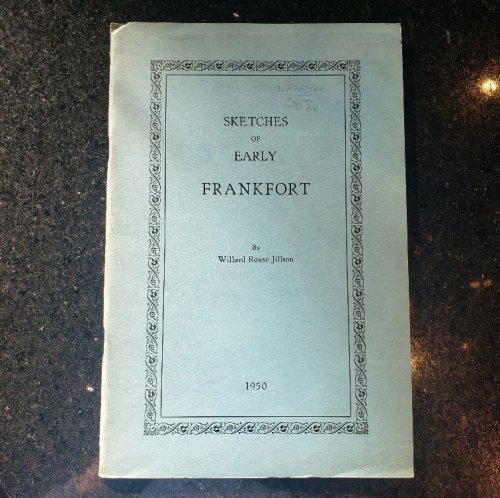 SKETCHES
OF
EARLY
FRANKFORT
By
Willard Rouse Jillson
1950